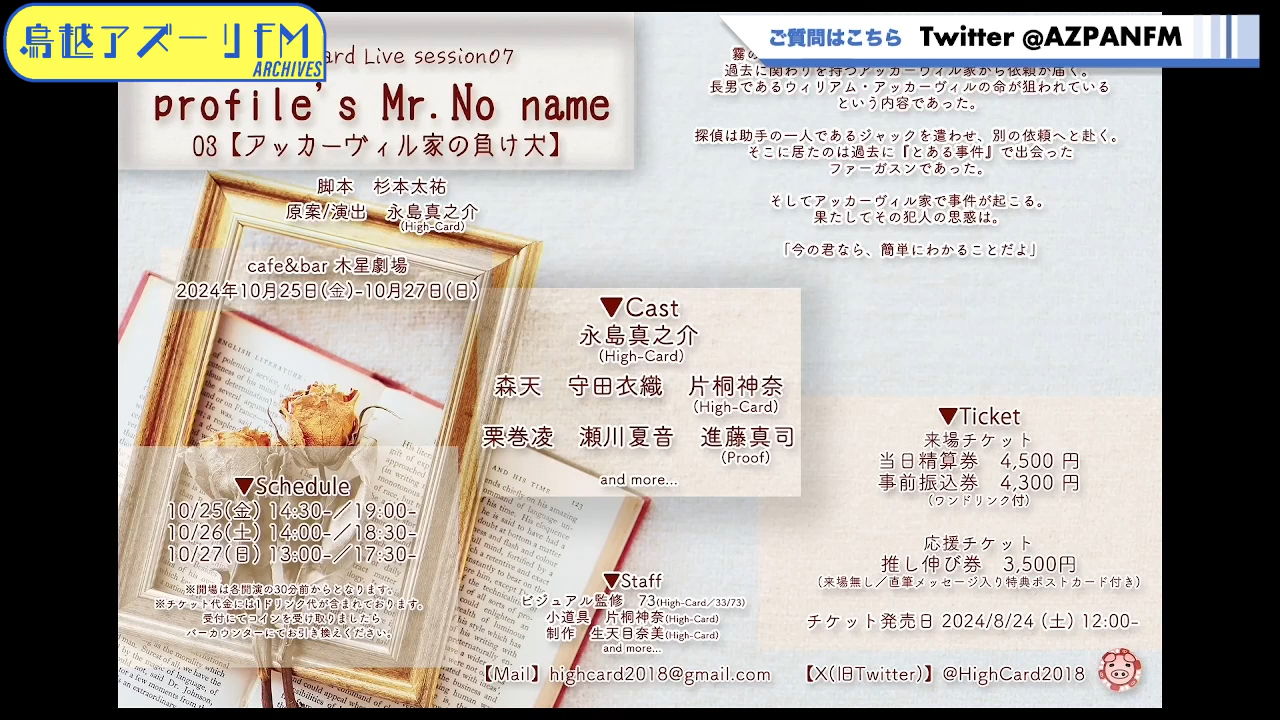 鳥越アズーリFM
ARCHIVES
ご質問はこちら Twitter @AZPANFM
ard Live session07
profile's Mr.No name
03【アッカーヴィル家の負け犬】
脚本 杉本太祐
原案/演出 永島真之介
(High-Card)
cafe&bar 木星劇場
2024年10月25日(金)-10月27日(日)
霧の
過去に関わりを持つアッカーヴィル家から依頼が届く。
長男であるウィリアム・アッカーヴィルの命が狙われている
という内容であった。
探偵は助手の一人であるジャックを遣わせ、別の依頼へと赴く。
そこに居たのは過去に『とある事件』で出会った
ファーガスンであった。
そしてアッカーヴィル家で事件が起こる。
果たしてその犯人の思惑は。
「今の君なら、簡単にわかることだよ」
▼Cast
永島真之介
(High-Card)
森天 守田衣織 片桐神奈
(High-Card)
栗巻凌 瀬川夏音 進藤真司
(Proof)
and more...
▼Schedule
10/25(金) 14:30-／19:00-
10/26(土) 14:00-／18:30-
10/27(日) 13:00-／17:30-
※開場は各開演の30分前からとなります。
※チケット代金には1ドリンク代が含まれております。
受付にてコインを受け取りましたら
バーカウンターにてお引き換えください。
▼Ticket
来場チケット
当日精算券 4,500 円
事前振込券 4,300 円
(ワンドリンク付)
応援チケット
推し伸び券 3,500円
(来場無し／直筆メッセージ入り特典ポストカード付き)
チケット発売日 2024/8/24 (土) 12:00-
▼Staff
ビジュアル監修 73(High-Card／33/73)
小道具 片桐神奈(High-Card)
制作 生天目奈美(High-Card)
and more...
【Mail】highcard2018@gmail.com 【X(旧Twitter)】@HighCard2018
ENGLISH LITERATURE
AND HIS TIME 123